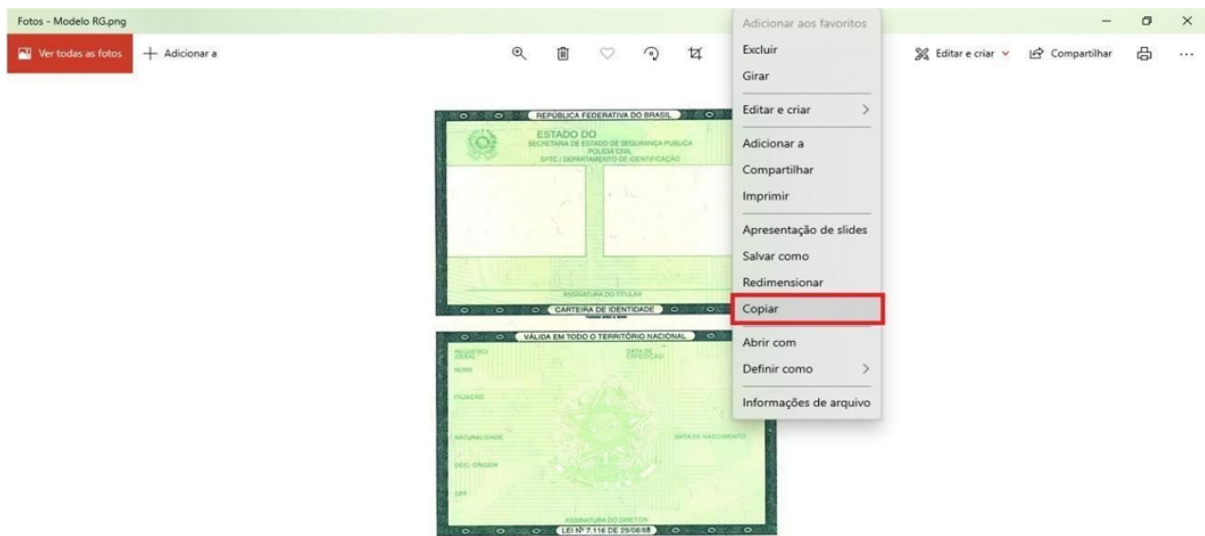 Fotos - Modelo RG.png
Ver todas as fotos
Adicionar a
Editar e criar
Compartilhar
Adicionar aos favoritos
Excluir
Girar
Editar e criar
Adicionar a
Compartilhar
Imprimir
Apresentação de slides
Salvar como
Redimensionar
Copiar
Abrir com
Definir como
Informações de arquivo
REPÚBLICA FEDERATIVA DO BRASIL
ESTADO DO
SECRETARIA DE ESTADO DE SEGURANÇA PUBLICA
POLICIA CIVIL
SPTC / DEPARTAMENTO DE IDENTIFICAÇÃO
ASSINATURA DO TITULAR
CARTEIRA DE IDENTIDADE
VÁLIDA EM TODO O TERRITÓRIO NACIONAL
REGISTRO
GERAL
DATA DE
EXPEDIÇÃO
NOME
FILIAÇÃO
NATURALIDADE
DATA DE NASCIMENTO
DOC. ORIGEM
CPF
ASSINATURA DO DIRETOR
LEI Nº 7.116 DE 29/08/83